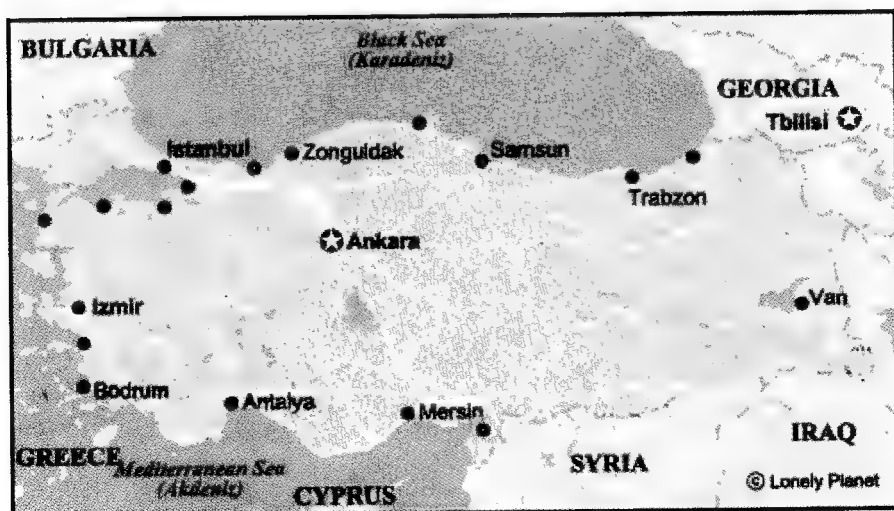 BULGARIA
Black Sea
(Karadeniz)
GEORGIA
Tbilisi
Istanbul
Zonguldak
Samsun
Trabzon
Ankara
Izmir
Van
Bodrum
Antalya
Mersin
GREECE
Mediterranean Sea
(Akdeniz)
CYPRUS
SYRIA
IRAQ
© Lonely Planet